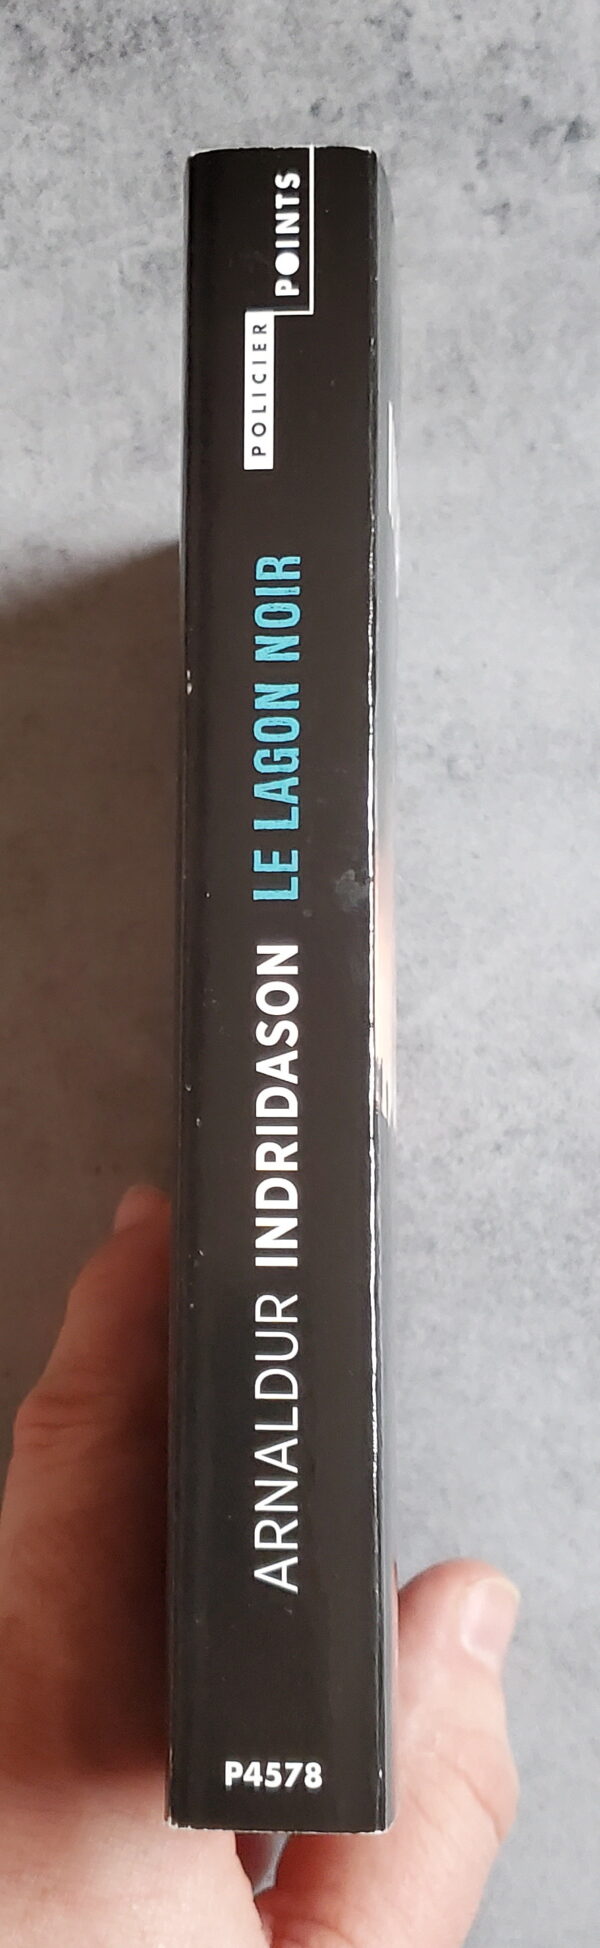 POINTS
POLICIER
ARNALDUR INDRIDASON LE LAGON NOIR
P4578